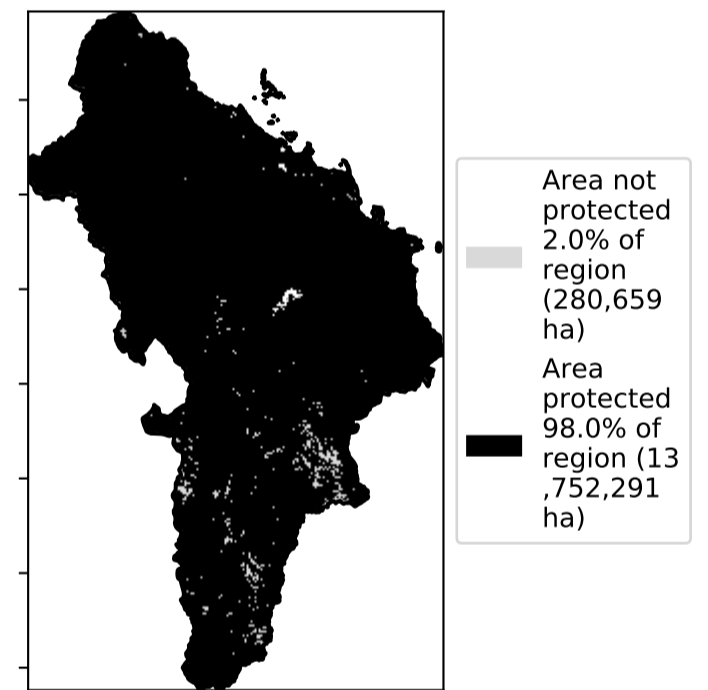 Area not
protected
2.0% of
region
(280,659
ha)
Area
protected
98.0% of
region (13
,752,291
ha)